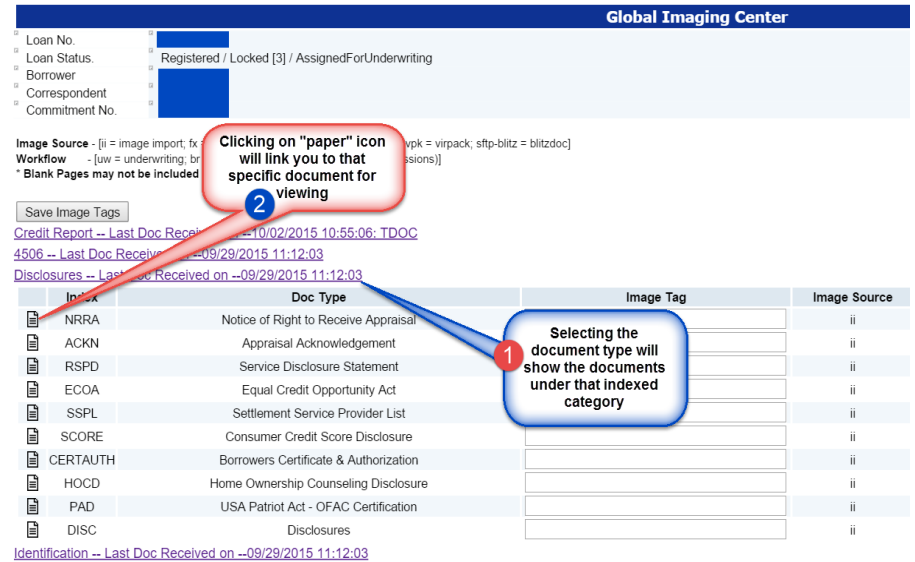 Global Imaging Center
Loan No.
Loan Status. Registered / Locked [3] / AssignedForUnderwriting
Borrower
Correspondent
Commitment No.
Image Source - [ii = image import; fx = vpk = virpack; sftp-blitz = blitzdoc]
Workflow - [uw = underwriting; br ssions)]
* Blank Pages may not be included
Clicking on "paper" icon
will link you to that
specific document for
viewing
2
Save Image Tags
Credit Report -- Last Doc Received --10/02/2015 10:55:06: TDOC
4506 -- Last Doc Received --09/29/2015 11:12:03
Disclosures -- Last Doc Received on --09/29/2015 11:12:03
Index Doc Type Image Tag Image Source
NRRA Notice of Right to Receive Appraisal ii
ACKN Appraisal Acknowledgement ii
RSPD Service Disclosure Statement ii
ECOA Equal Credit Opportunity Act ii
SSPL Settlement Service Provider List ii
SCORE Consumer Credit Score Disclosure ii
CERTAUTH Borrowers Certificate & Authorization ii
HOCD Home Ownership Counseling Disclosure ii
PAD USA Patriot Act - OFAC Certification ii
DISC Disclosures ii
1
Selecting the
document type will
show the documents
under that indexed
category
Identification -- Last Doc Received on --09/29/2015 11:12:03